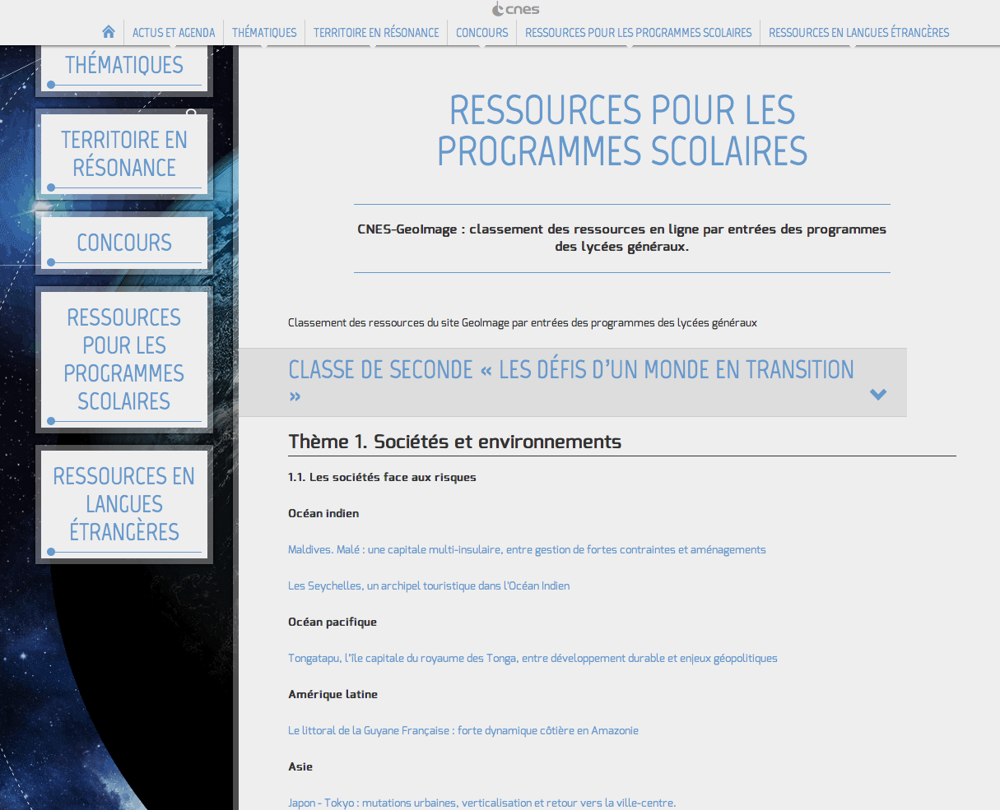 cnes
ACTUS ET AGENDA
THÉMATIQUES
TERRITOIRE EN RÉSONANCE
CONCOURS
RESSOURCES POUR LES PROGRAMMES SCOLAIRES
RESSOURCES EN LANGUES ÉTRANGÈRES
THÉMATIQUES
TERRITOIRE EN
RÉSONANCE
CONCOURS
RESSOURCES
POUR LES
PROGRAMMES
SCOLAIRES
RESSOURCES EN
LANGUES
ÉTRANGÈRES
RESSOURCES POUR LES
PROGRAMMES SCOLAIRES
CNES-GeoImage : classement des ressources en ligne par entrées des programmes
des lycées généraux.
Classement des ressources du site GeoImage par entrées des programmes des lycées généraux
CLASSE DE SECONDE « LES DÉFIS D’UN MONDE EN TRANSITION
»
Thème 1. Sociétés et environnements
1.1. Les sociétés face aux risques
Océan indien
Maldives. Malé : une capitale multi-insulaire, entre gestion de fortes contraintes et aménagements
Les Seychelles, un archipel touristique dans l'Océan Indien
Océan pacifique
Tongatapu, l’île capitale du royaume des Tonga, entre développement durable et enjeux géopolitiques
Amérique latine
Le littoral de la Guyane Française : forte dynamique côtière en Amazonie
Asie
Japon - Tokyo : mutations urbaines, verticalisation et retour vers la ville-centre.